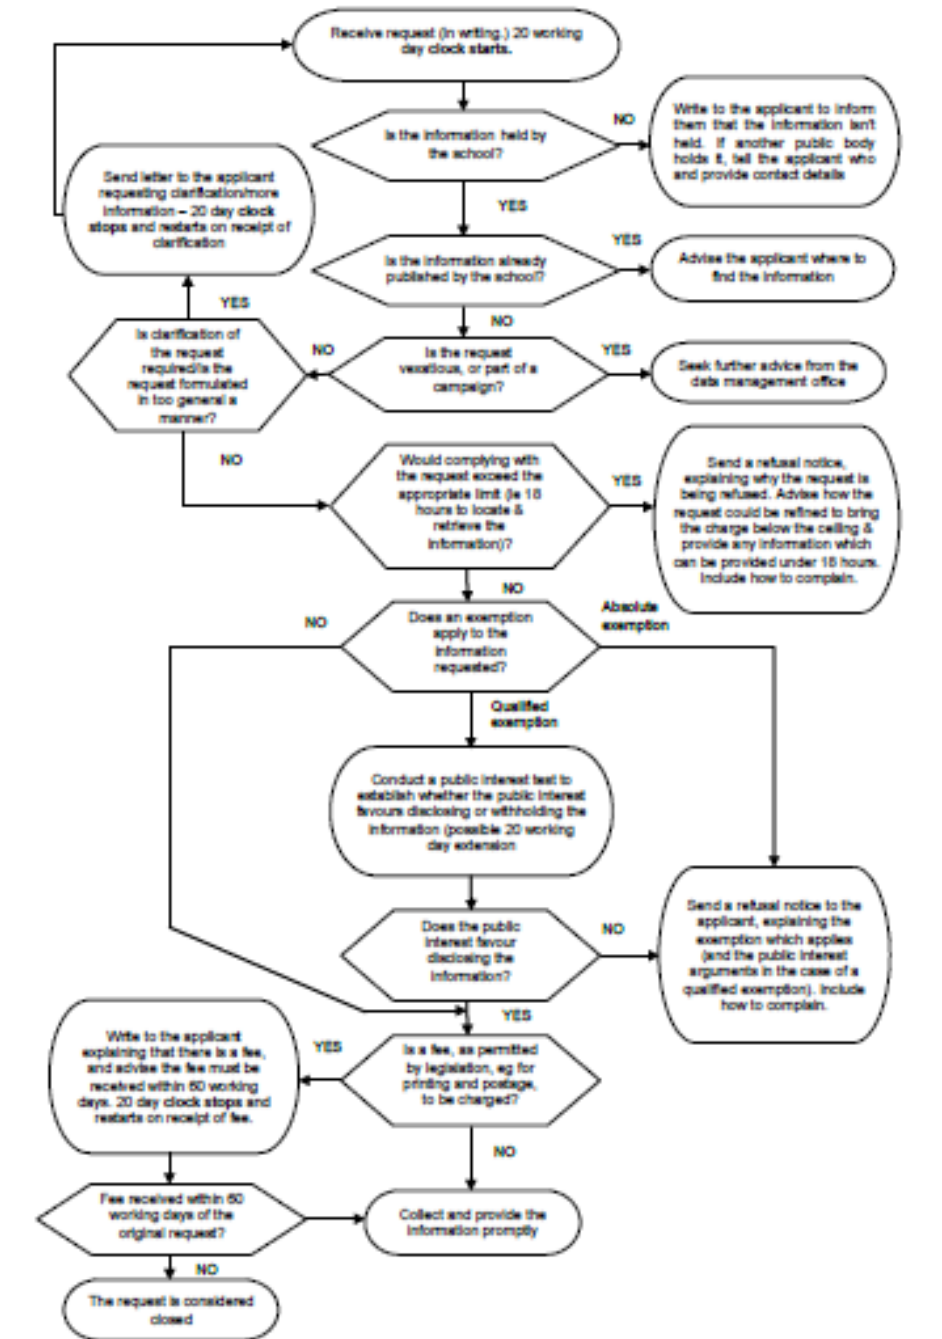 Receive request (in writing.) 20 working
day clock starts.
Is the information held by
the school?
NO
Write to the applicant to inform
them that the information isn't
held. If another public body
holds it, tell the applicant who
and provide contact details
Send letter to the applicant
requesting clarification/more
information – 20 day clock
stops and restarts on receipt of
clarification
YES
Is the information already
published by the school?
YES
Advise the applicant where to
find the information
NO
YES
Is clarification of
the request
required/is the
request formulated
in too general a
manner?
NO
Is the request
vexatious, or part of a
campaign?
YES
Seek further advice from the
data management office
NO
Would complying with
the request exceed the
appropriate limit (ie 18
hours to locate &
retrieve the
information)?
YES
Send a refusal notice,
explaining why the request is
being refused. Advise how the
request could be refined to bring
the charge below the ceiling &
provide any information which
can be provided under 18 hours.
Include how to complain.
NO
NO
Does an exemption
apply to the
information
requested?
Absolute
exemption
Qualified
exemption
Conduct a public interest test to
establish whether the public interest
favours disclosing or withholding the
information (possible 20 working
day extension
Does the public
interest favour
disclosing the
information?
NO
Send a refusal notice to the
applicant, explaining the
exemption which applies
(and the public interest
arguments in the case of a
qualified exemption). Include
how to complain.
YES
Write to the applicant
explaining that there is a fee,
and advise the fee must be
received within 60 working
days. 20 day clock stops and
restarts on receipt of fee.
YES
Is a fee, as permitted
by legislation, eg for
printing and postage,
to be charged?
NO
Fee received within 60
working days of the
original request?
Collect and provide the
information promptly
NO
The request is considered
closed